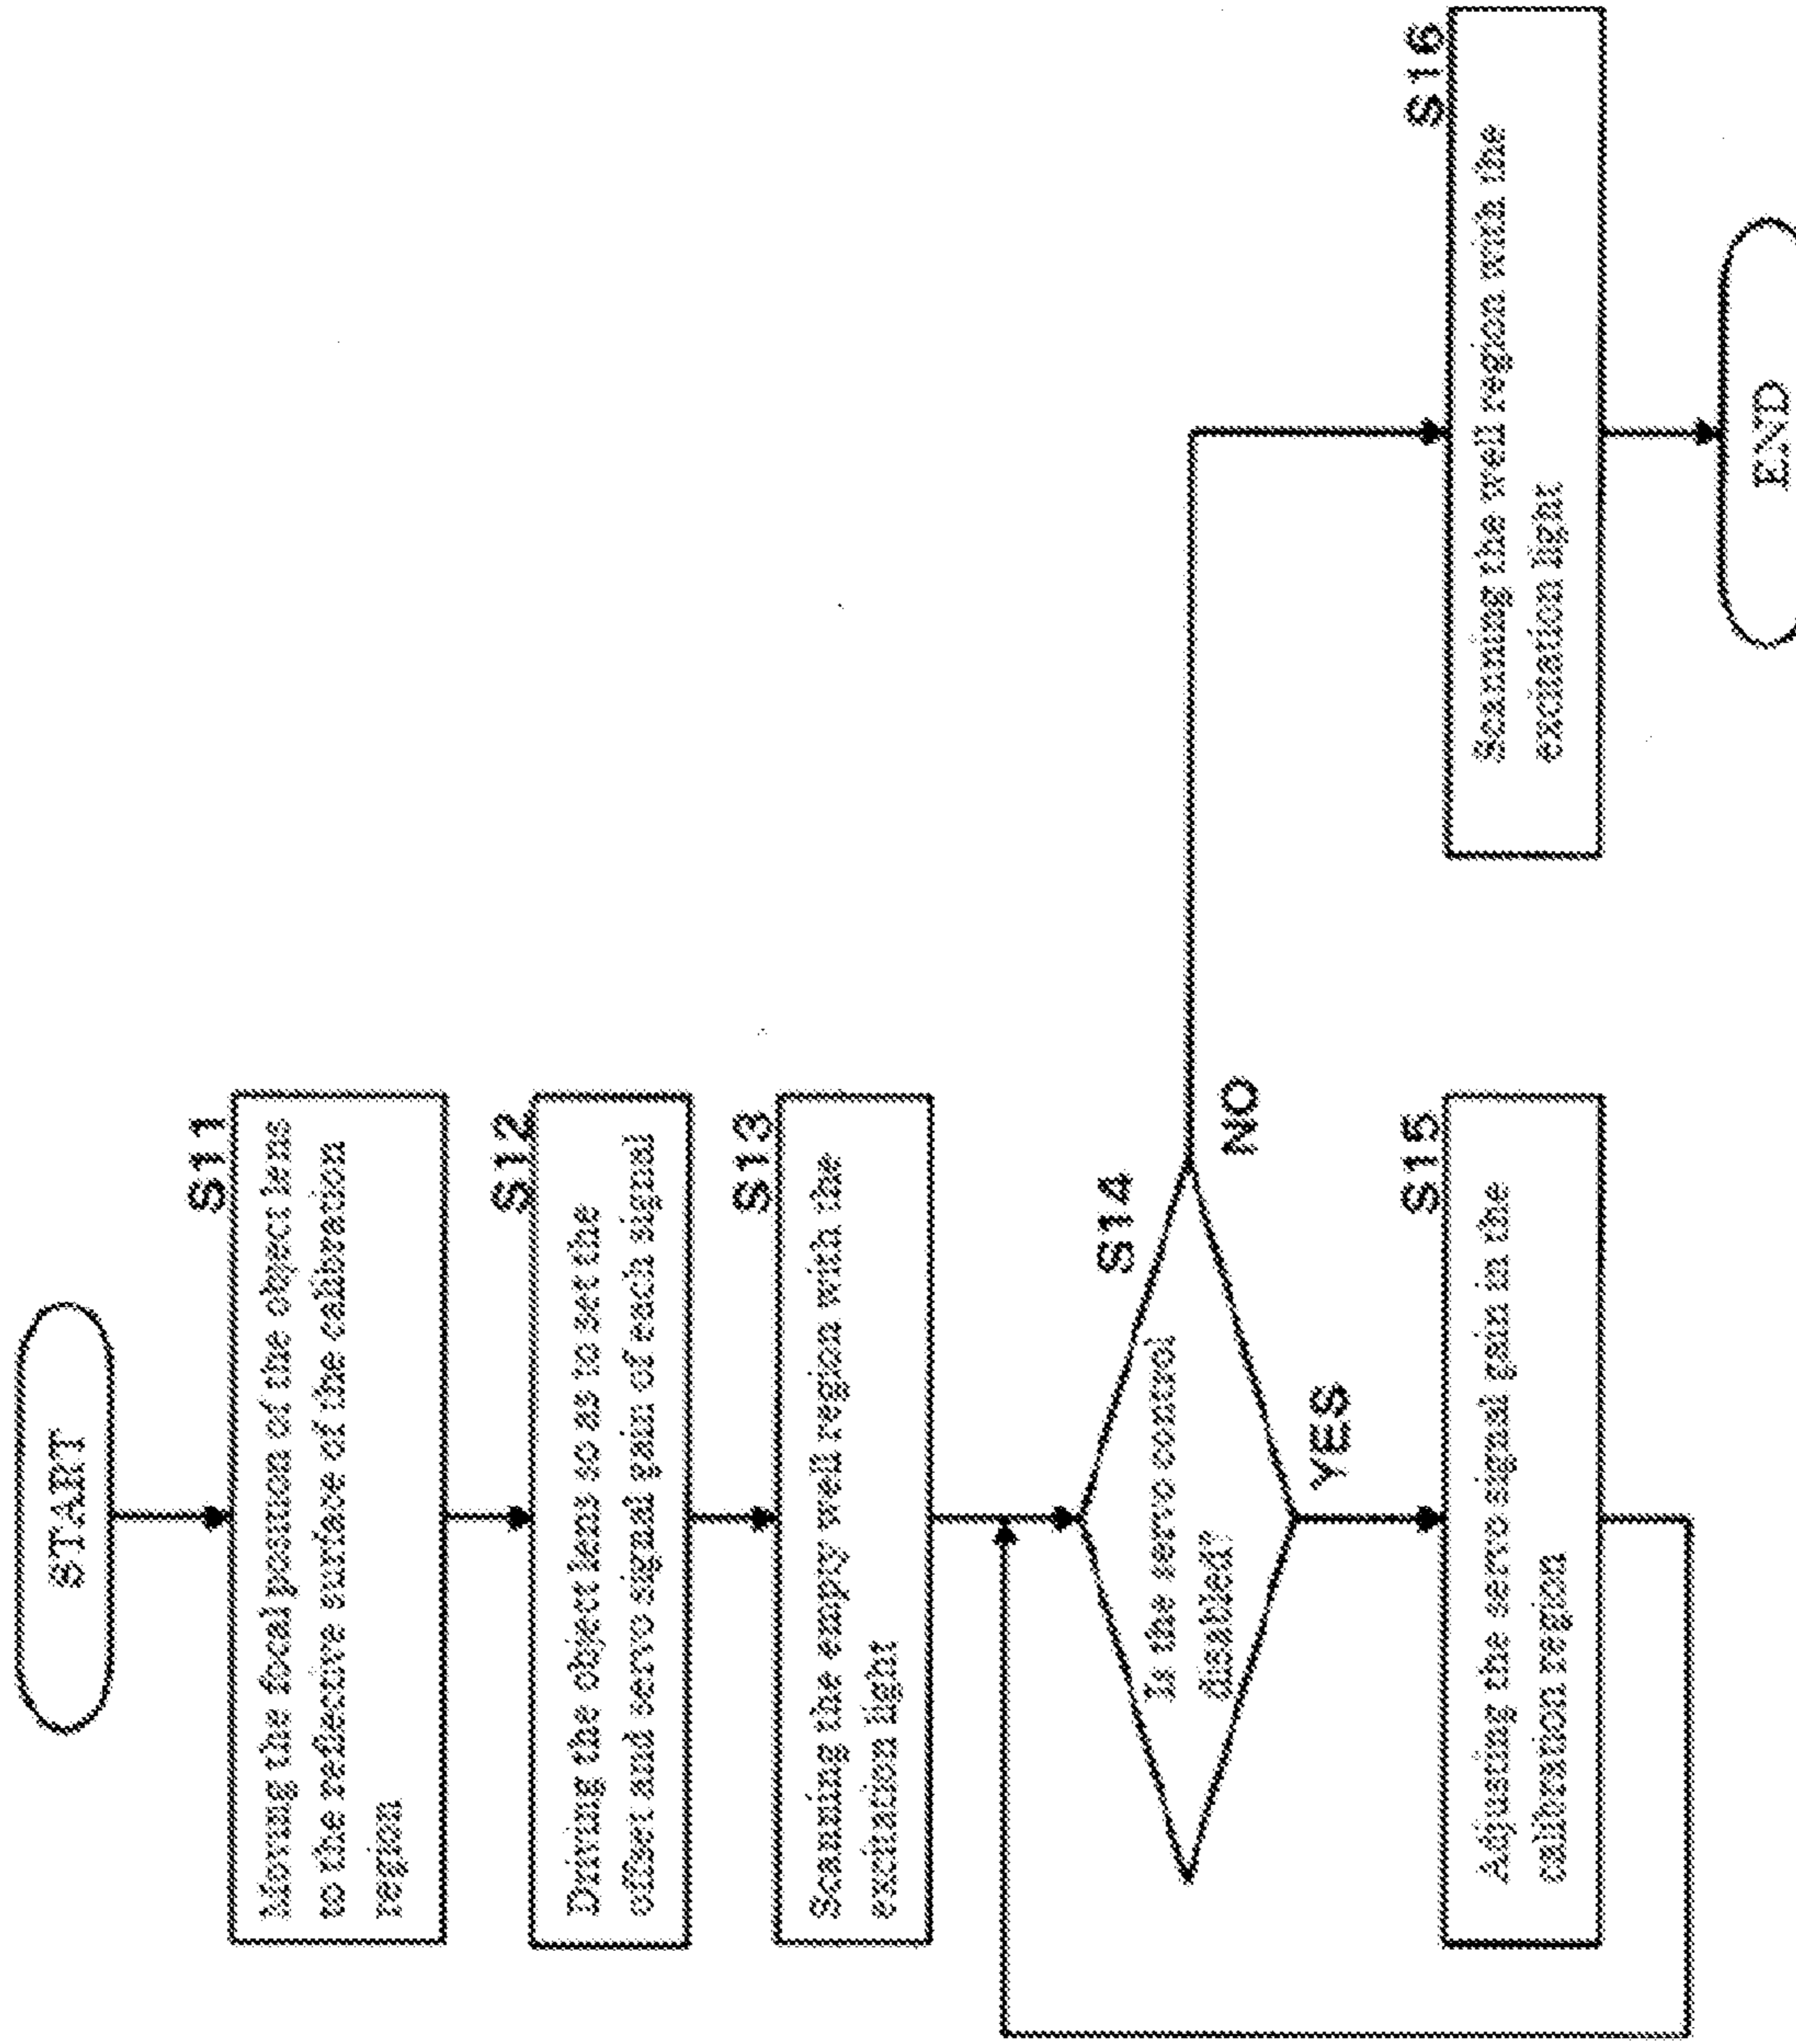 START
S11
Moving the focal position of the object lens
to the reflective surface of the calibration
region
S12
Driving the object lens so as to set the
offset and servo signal gain of each signal
S13
Scanning the empty well region with the
excitation light
S14
Is the servo control
disabled?
NO
YES
S15
Adjusting the servo signal gain in the
calibration region
S16
Scanning the well region with the
excitation light
END